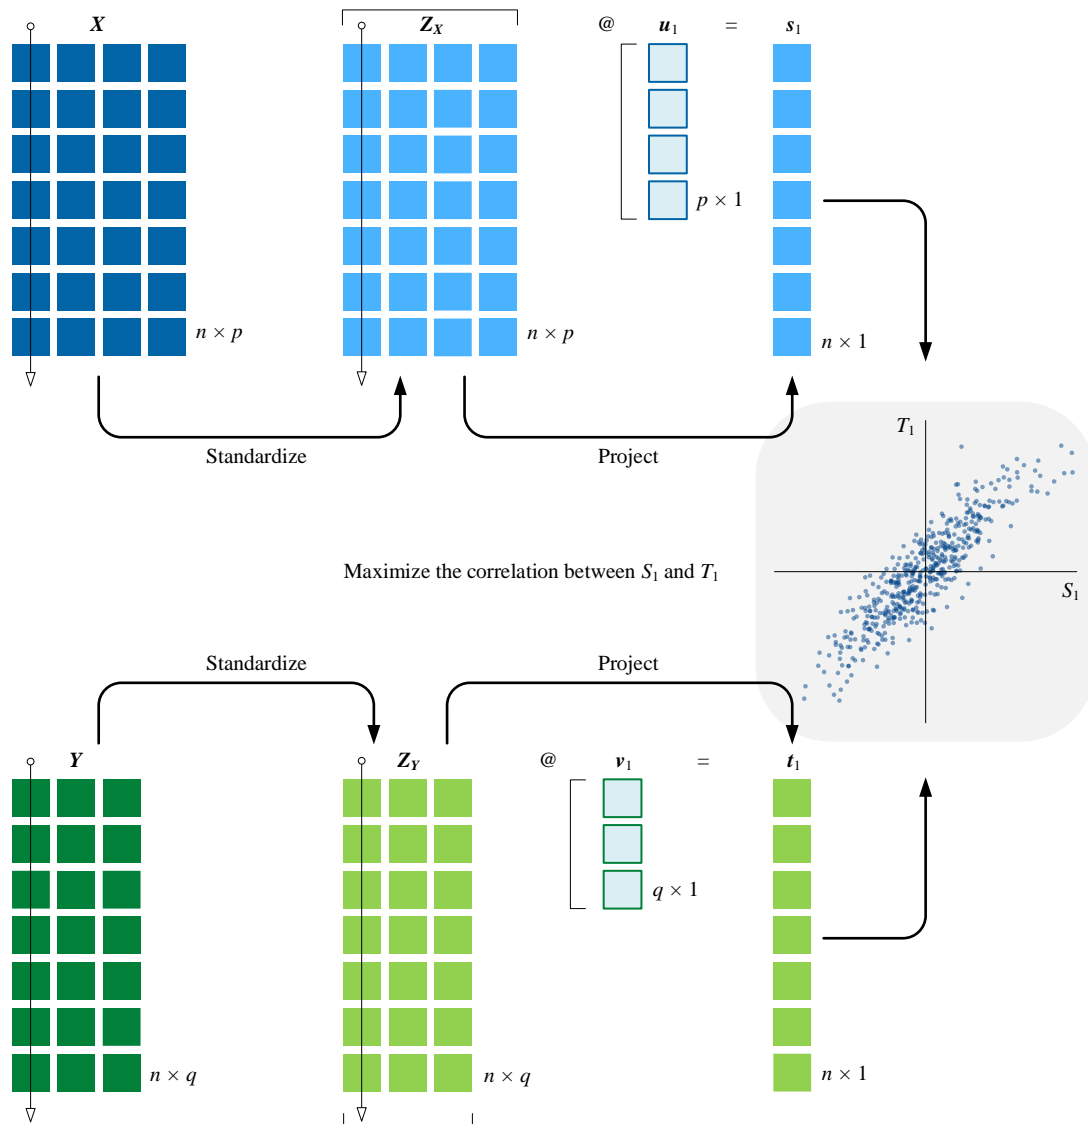 X Z_X @ u_1 = s_1
p × 1
n × p n × p n × 1
Standardize Project
T_1
Maximize the correlation between S_1 and T_1
S_1
Standardize Project
Y Z_Y @ v_1 = t_1
q × 1
n × q n × q n × 1